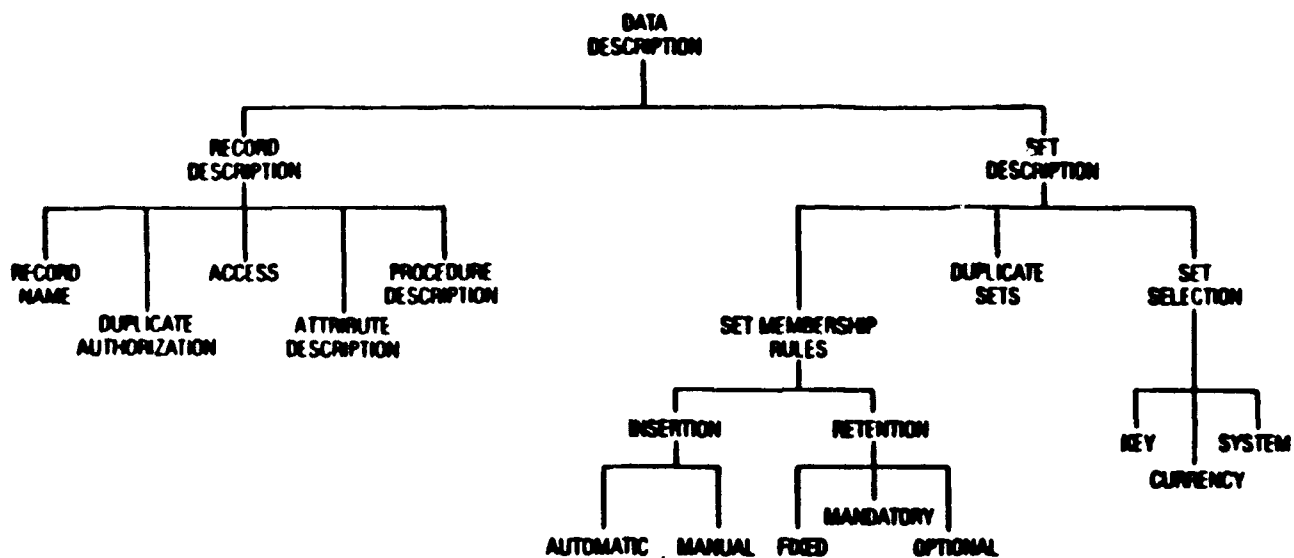 DATA
DESCRIPTION
RECORD
DESCRIPTION
SET
DESCRIPTION
RECORD
NAME
DUPLICATE
AUTHORIZATION
ACCESS
ATTRIBUTE
DESCRIPTION
PROCEDURE
DESCRIPTION
SET MEMBERSHIP
RULES
DUPLICATE
SETS
SET
SELECTION
INSERTION
RETENTION
KEY
CURRENCY
SYSTEM
AUTOMATIC
MANUAL
FIXED
MANDATORY
OPTIONAL